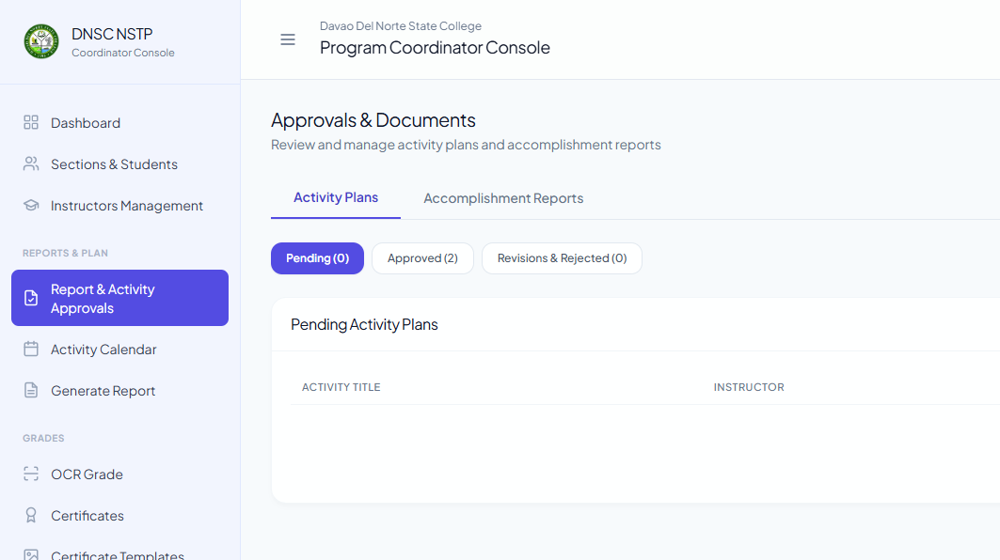 DNSC NSTP
Coordinator Console
Dashboard
Sections & Students
Instructors Management
REPORTS & PLAN
Report & Activity
Approvals
Activity Calendar
Generate Report
GRADES
OCR Grade
Certificates
Certificate Templates
Davao Del Norte State College
Program Coordinator Console
Approvals & Documents
Review and manage activity plans and accomplishment reports
Activity Plans
Accomplishment Reports
Pending (0)
Approved (2)
Revisions & Rejected (0)
Pending Activity Plans
ACTIVITY TITLE
INSTRUCTOR